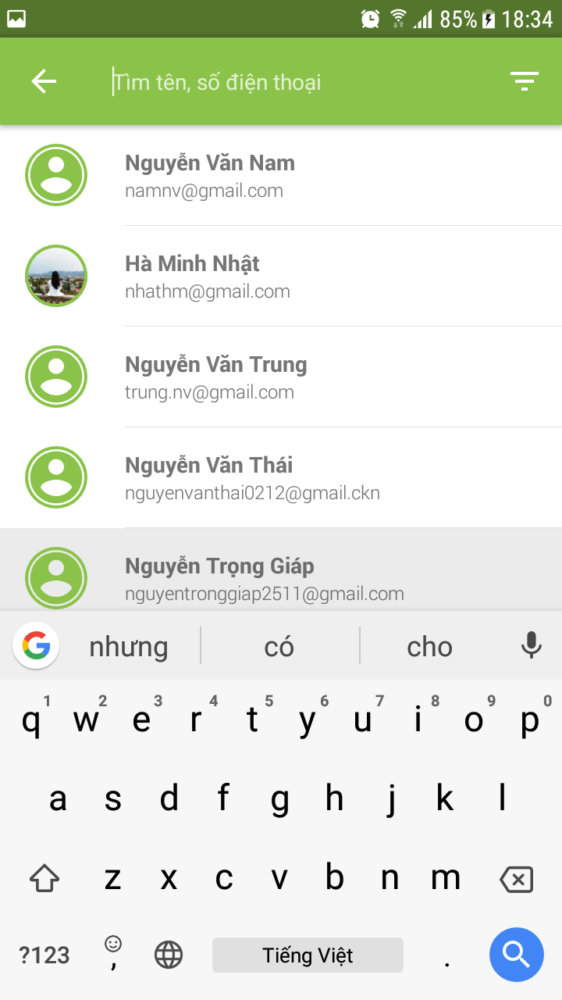 85% 18:34
Tìm tên, số điện thoại
Nguyễn Văn Nam
namnv@gmail.com
Hà Minh Nhật
nhathm@gmail.com
Nguyễn Văn Trung
trung.nv@gmail.com
Nguyễn Văn Thái
nguyenvanthai0212@gmail.ckn
Nguyễn Trọng Giáp
nguyentronggiap2511@gmail.com
G nhưng có cho
1 2 3 4 5 6 7 8 9 0
q w e r t y u i o p
a s d f g h j k l
z x c v b n m
?123 , Tiếng Việt .